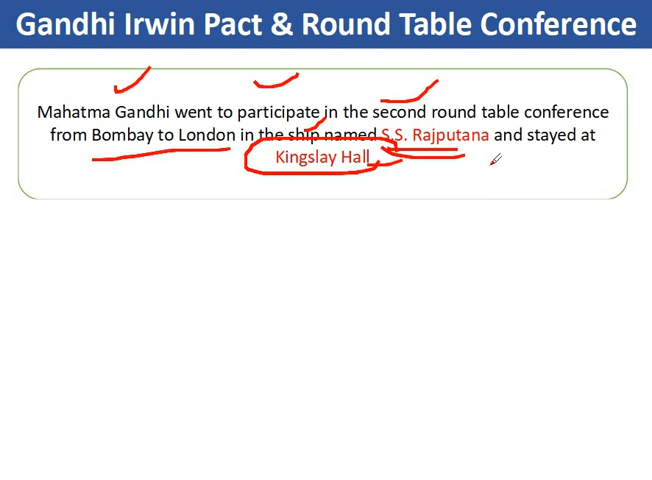 Gandhi Irwin Pact & Round Table Conference
Mahatma Gandhi went to participate in the second round table conference
from Bombay to London in the ship named S.S. Rajputana and stayed at
Kingslay Hall